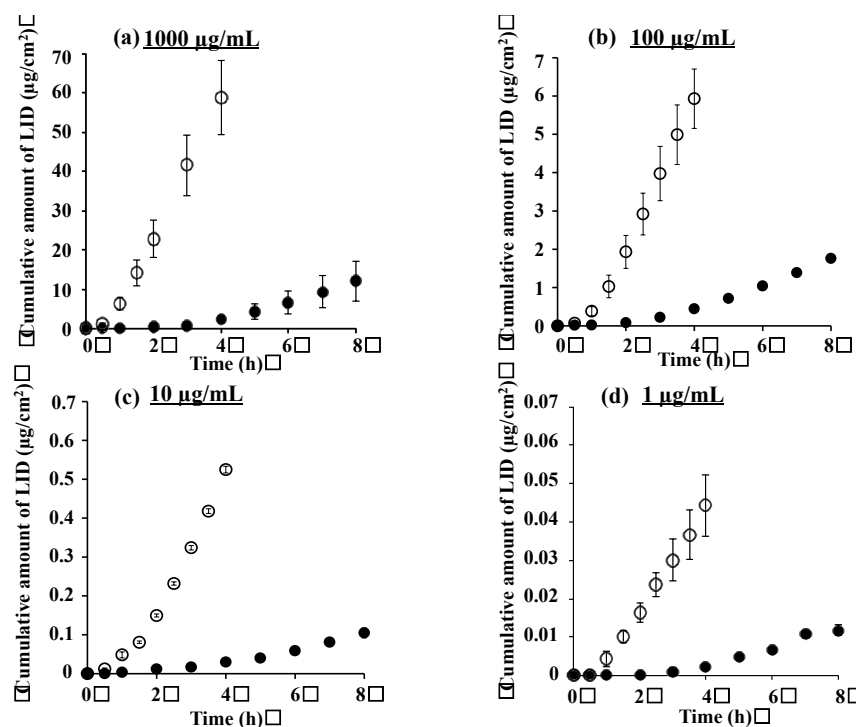 (a) 1000 µg/mL
□Cumulative amount of LID (µg/cm²)□
70
60
50
40
30
20
10
0
0□ 2□ 4□ 6□ 8□
Time (h)□
(b) 100 µg/mL
□Cumulative amount of LID (µg/cm²)□
7
6
5
4
3
2
1
0
0□ 2□ 4□ 6□ 8□
Time (h)□
(c) 10 µg/mL
□Cumulative amount of LID (µg/cm²)□
0.7
0.6
0.5
0.4
0.3
0.2
0.1
0
0□ 2□ 4□ 6□ 8□
Time (h)□
(d) 1 µg/mL
□Cumulative amount of LID (µg/cm²)□
0.07
0.06
0.05
0.04
0.03
0.02
0.01
0
0□ 2□ 4□ 6□ 8□
Time (h)□